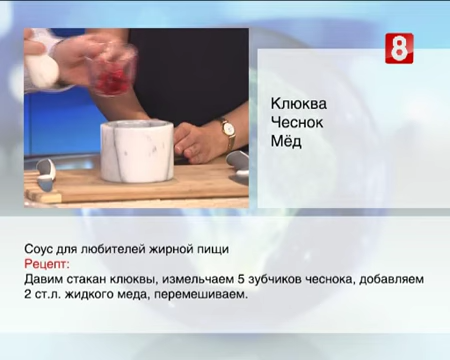 8
Клюква
Чеснок
Мёд
Соус для любителей жирной пищи
Рецепт:
Давим стакан клюквы, измельчаем 5 зубчиков чеснока, добавляем
2 ст.л. жидкого меда, перемешиваем.